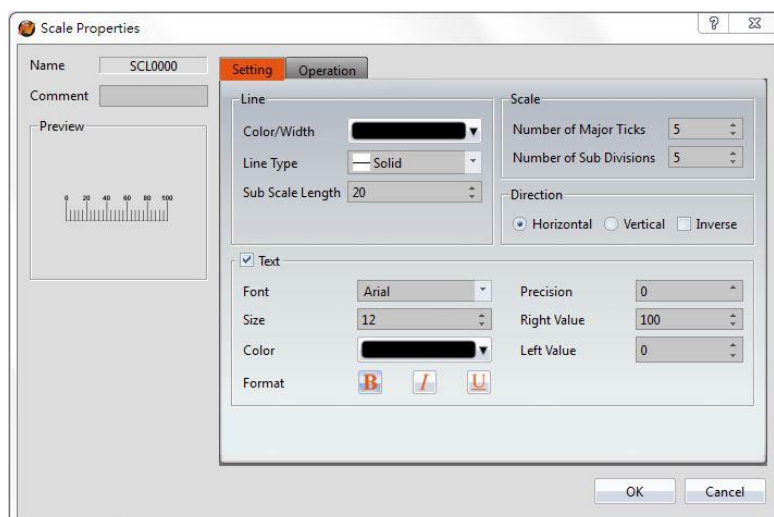 Scale Properties
Name SCL0000
Comment
Preview
0 20 40 60 80 100
Setting Operation
Line
Color/Width
Line Type Solid
Sub Scale Length 20
Scale
Number of Major Ticks 5
Number of Sub Divisions 5
Direction
Horizontal Vertical Inverse
Text
Font Arial
Size 12
Color
Format B I U
Precision 0
Right Value 100
Left Value 0
OK Cancel